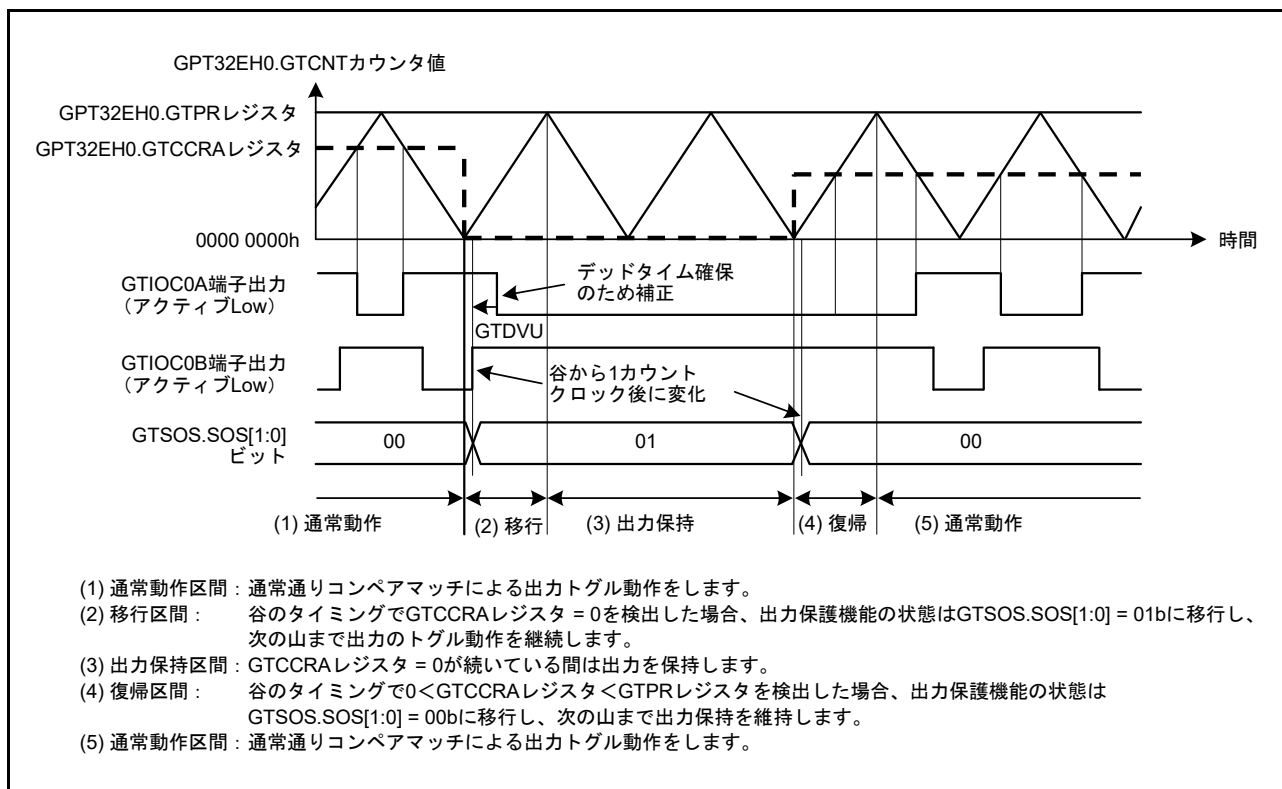 GPT32EH0.GTCNTカウンタ値
GPT32EH0.GTPRレジスタ
GPT32EH0.GTCCRAレジスタ
0000 0000h
時間
GTIOC0A端子出力
（アクティブLow）
デッドタイム確保
のため補正
GTDVU
GTIOC0B端子出力
（アクティブLow）
谷から1カウント
クロック後に変化
GTSOS.SOS[1:0]
ビット
00
01
00
(1) 通常動作
(2) 移行
(3) 出力保持
(4) 復帰
(5) 通常動作
(1) 通常動作区間：通常通りコンペアマッチによる出力トグル動作をします。
(2) 移行区間：谷のタイミングでGTCCRAレジスタ = 0を検出した場合、出力保護機能の状態はGTSOS.SOS[1:0] = 01bに移行し、
次の山まで出力のトグル動作を継続します。
(3) 出力保持区間：GTCCRAレジスタ = 0が続いている間は出力を保持します。
(4) 復帰区間：谷のタイミングで0＜GTCCRAレジスタ＜GTPRレジスタを検出した場合、出力保護機能の状態は
GTSOS.SOS[1:0] = 00bに移行し、次の山まで出力保持を維持します。
(5) 通常動作区間：通常通りコンペアマッチによる出力トグル動作をします。